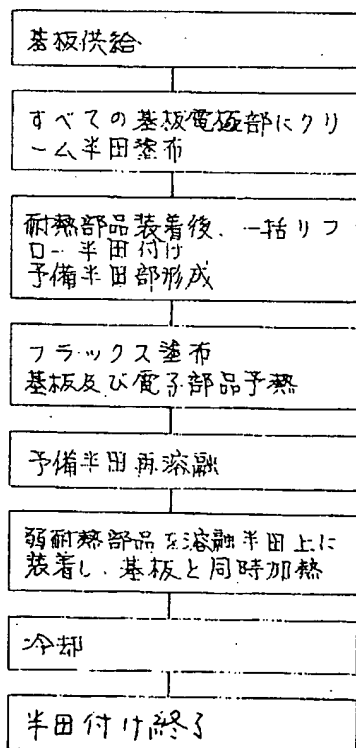 基板供給
すべての基板電極部にクリ
ーム半田塗布
耐熱部品装着後、一括リフ
ロー半田付け
予備半田部形成
フラックス塗布
基板及び電子部品予熱
予備半田再溶融
弱耐熱部品を溶融半田上に
装着し、基板と同時加熱
冷却
半田付け終了